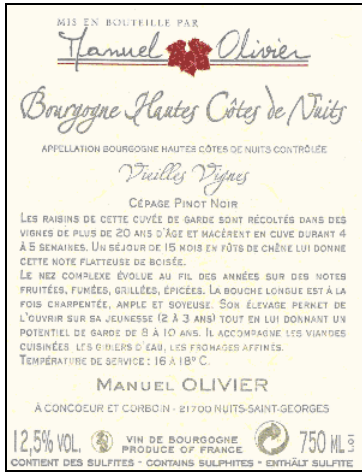 MIS EN BOUTEILLE PAR
Manuel Olivier
Bourgogne Hautes Côtes de Nuits
APPELLATION BOURGOGNE HAUTES CÔTES DE NUITS CONTRÔLÉE
Vieilles Vignes
CÉPAGE PINOT NOIR
LES RAISINS DE CETTE CUVÉE DE GARDE SONT RÉCOLTÉS DANS DES
VIGNES DE PLUS DE 20 ANS D'ÂGE ET MACÈRENT EN CUVE DURANT 4
À 5 SEMAINES. UN SÉJOUR DE 15 MOIS EN FÛTS DE CHÊNE LUI DONNE
CETTE NOTE FLATTEUSE DE BOISÉE.
LE NEZ COMPLEXE ÉVOLUE AU FIL DES ANNÉES SUR DES NOTES
FRUITÉES, FUMÉES, GRILLÉES, ÉPICÉES. LA BOUCHE LONGUE EST À LA
FOIS CHARPENTÉE, AMPLE ET SOYEUSE. SON ÉLEVAGE PERMET DE
L'OUVRIR SUR SA JEUNESSE (2 À 3 ANS) TOUT EN LUI DONNANT UN
POTENTIEL DE GARDE DE 8 À 10 ANS. IL ACCOMPAGNE LES VIANDES
CUISINÉES, LES GIBIERS D'EAU, LES FROMAGES AFFINÉS.
TEMPÉRATURE DE SERVICE : 16 À 18° C.
MANUEL OLIVIER
À CONCOEUR ET CORBOIN - 21700 NUITS-SAINT-GEORGES
12,5% VOL. VIN DE BOURGOGNE 750 ML
PRODUCE OF FRANCE
CONTIENT DES SULFITES - CONTAINS SULPHITES - ENTHÄLT SULFITE